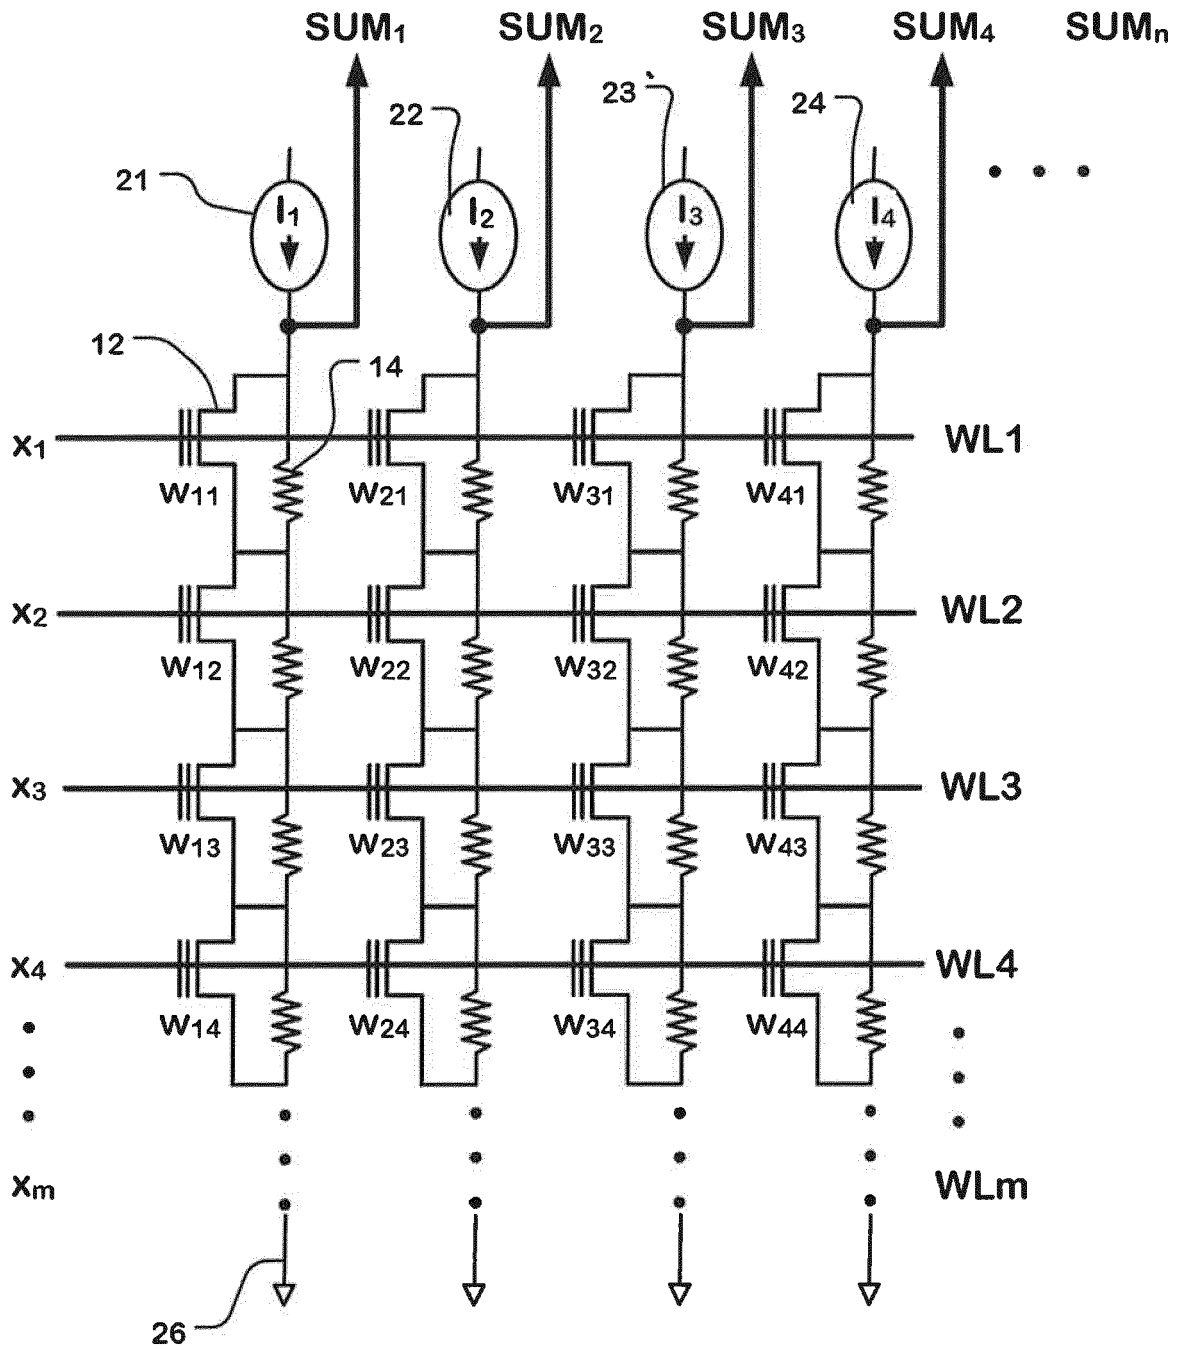 SUM1 SUM2 SUM3 SUM4 SUMn
21 22 23 24
I1 I2 I3 I4
12 14
x1 WL1
w11 w21 w31 w41
x2 WL2
w12 w22 w32 w42
x3 WL3
w13 w23 w33 w43
x4 WL4
w14 w24 w34 w44
xm WLm
26